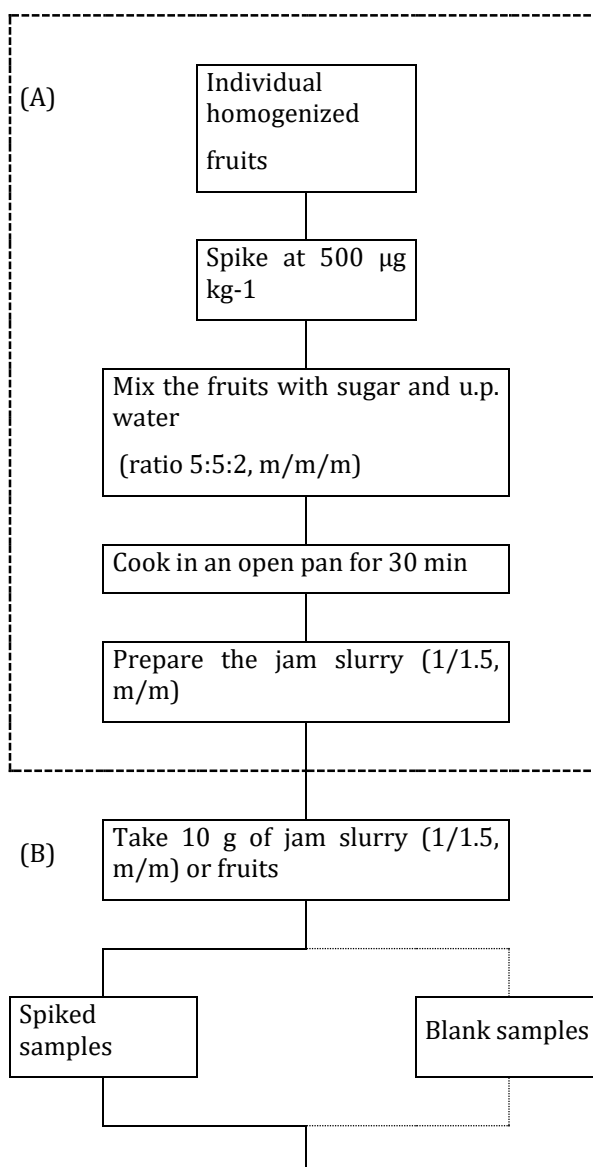 (A)
Individual
homogenized
fruits
Spike at 500 µg
kg-1
Mix the fruits with sugar and u.p.
water
(ratio 5:5:2, m/m/m)
Cook in an open pan for 30 min
Prepare the jam slurry (1/1.5,
m/m)
(B)
Take 10 g of jam slurry (1/1.5,
m/m) or fruits
Spiked
samples
Blank samples